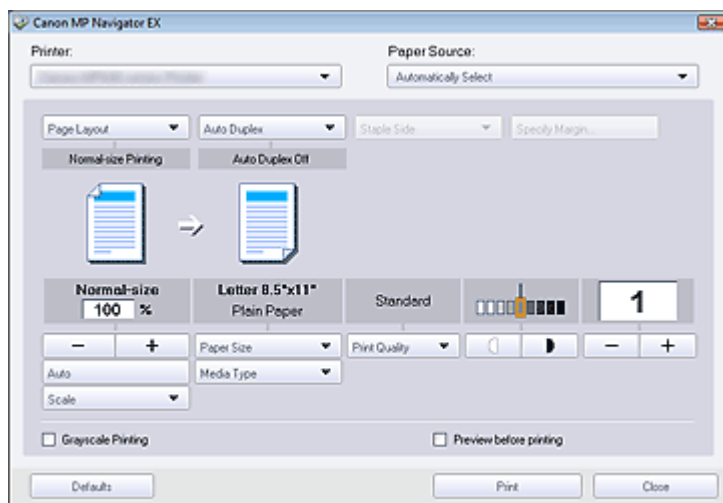 Canon MP Navigator EX
Printer:
Paper Source:
Automatically Select
Page Layout
Auto Duplex
Staple Side
Specify Margin...
Normal-size Printing
Auto Duplex Off
Normal-size
100 %
Letter 8.5"x11"
Plain Paper
Standard
1
Paper Size
Print Quality
Auto
Media Type
Scale
Grayscale Printing
Preview before printing
Defaults
Print
Close